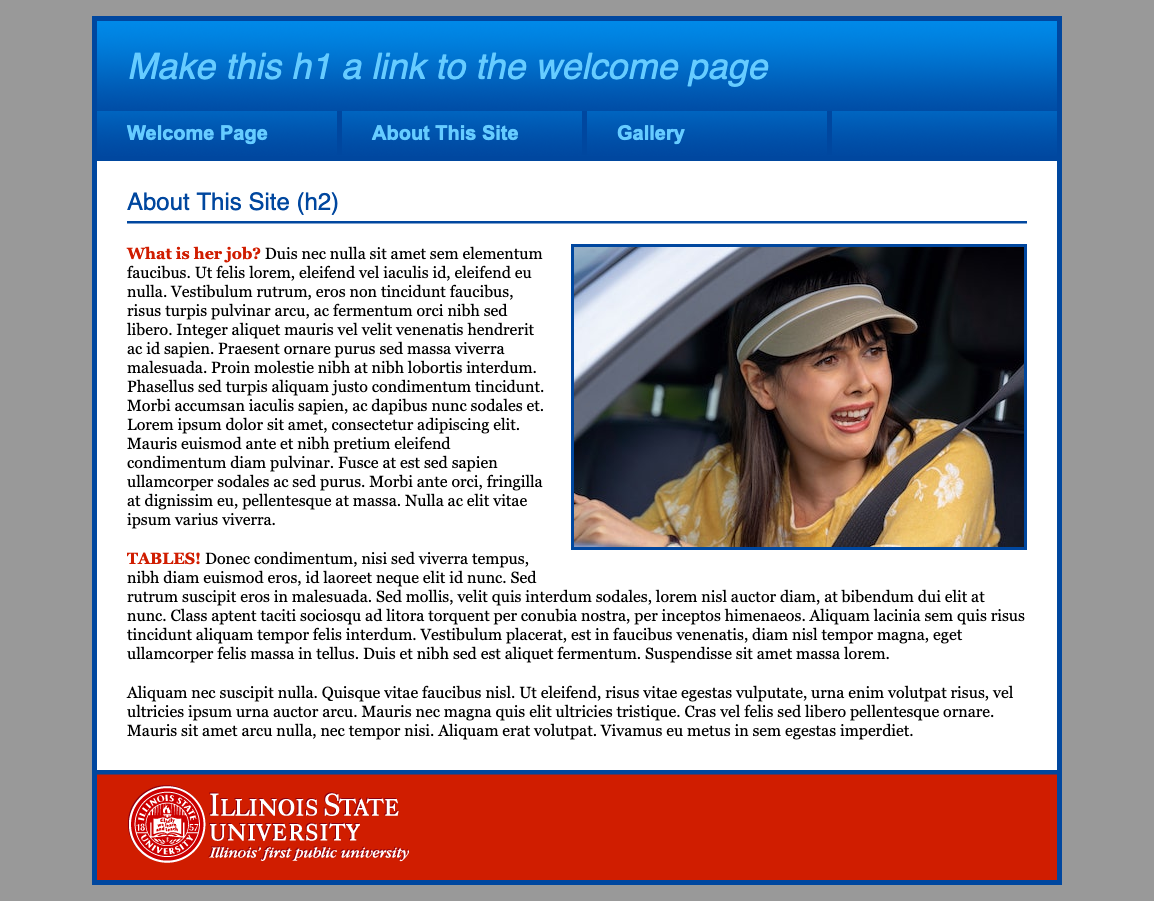 Make this h1 a link to the welcome page
Welcome Page
About This Site
Gallery
About This Site (h2)
What is her job? Duis nec nulla sit amet sem elementum
faucibus. Ut felis lorem, eleifend vel iaculis id, eleifend eu
nulla. Vestibulum rutrum, eros non tincidunt faucibus,
risus turpis pulvinar arcu, ac fermentum orci nibh sed
libero. Integer aliquet mauris vel velit venenatis hendrerit
ac id sapien. Praesent ornare purus sed massa viverra
malesuada. Proin molestie nibh at nibh lobortis interdum.
Phasellus sed turpis aliquam justo condimentum tincidunt.
Morbi accumsan iaculis sapien, ac dapibus nunc sodales et.
Lorem ipsum dolor sit amet, consectetur adipiscing elit.
Mauris euismod ante et nibh pretium eleifend
condimentum diam pulvinar. Fusce at est sed sapien
ullamcorper sodales ac sed purus. Morbi ante orci, fringilla
at dignissim eu, pellentesque at massa. Nulla ac elit vitae
ipsum varius viverra.
TABLES! Donec condimentum, nisi sed viverra tempus,
nibh diam euismod eros, id laoreet neque elit id nunc. Sed
rutrum suscipit eros in malesuada. Sed mollis, velit quis interdum sodales, lorem nisl auctor diam, at bibendum dui elit at
nunc. Class aptent taciti sociosqu ad litora torquent per conubia nostra, per inceptos himenaeos. Aliquam lacinia sem quis risus
tincidunt aliquam tempor felis interdum. Vestibulum placerat, est in faucibus venenatis, diam nisl tempor magna, eget
ullamcorper felis massa in tellus. Duis et nibh sed est aliquet fermentum. Suspendisse sit amet massa lorem.
Aliquam nec suscipit nulla. Quisque vitae faucibus nisl. Ut eleifend, risus vitae egestas vulputate, urna enim volutpat risus, vel
ultricies ipsum urna auctor arcu. Mauris nec magna quis elit ultricies tristique. Cras vel felis sed libero pellentesque ornare.
Mauris sit amet arcu nulla, nec tempor nisi. Aliquam erat volutpat. Vivamus eu metus in sem egestas imperdiet.
ILLINOIS STATE
UNIVERSITY
18 57
ILLINOIS STATE
UNIVERSITY
Illinois' first public university